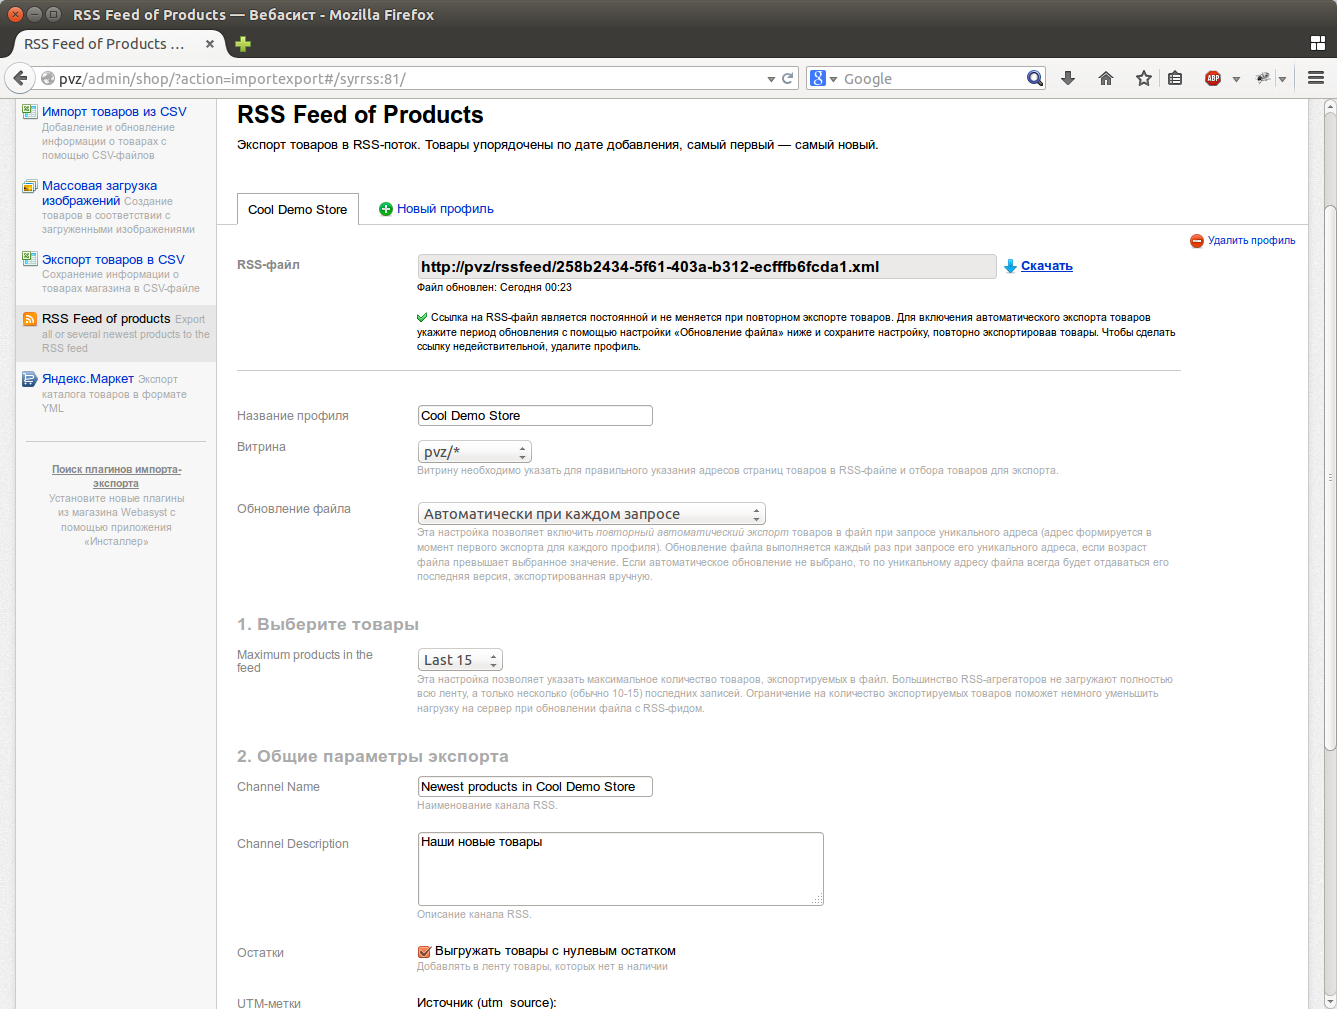 RSS Feed of Products — Вебасист - Mozilla Firefox
RSS Feed of Products ...
pvz/admin/shop/?action=importexport#/syrrss:81/
Google
ABP
Импорт товаров из CSV
Добавление и обновление
информации о товарах с
помощью CSV-файлов
Массовая загрузка
изображений Создание
товаров в соответствии с
загруженными изображениями
Экспорт товаров в CSV
Сохранение информации о
товарах магазина в CSV-файле
RSS Feed of products Export
all or several newest products to the
RSS feed
Яндекс.Маркет Экспорт
каталога товаров в формате
YML
Поиск плагинов импорта-
экспорта
Установите новые плагины
из магазина Webasyst с
помощью приложения
«Инсталлер»
RSS Feed of Products
Экспорт товаров в RSS-поток. Товары упорядочены по дате добавления, самый первый — самый новый.
Cool Demo Store
Новый профиль
Удалить профиль
RSS-файл
http://pvz/rssfeed/258b2434-5f61-403a-b312-ecfffb6fcda1.xml
Скачать
Файл обновлен: Сегодня 00:23
Ссылка на RSS-файл является постоянной и не меняется при повторном экспорте товаров. Для включения автоматического экспорта товаров
укажите период обновления с помощью настройки «Обновление файла» ниже и сохраните настройку, повторно экспортировав товары. Чтобы сделать
ссылку недействительной, удалите профиль.
Название профиля
Cool Demo Store
Витрина
pvz/*
Витрину необходимо указать для правильного указания адресов страниц товаров в RSS-файле и отбора товаров для экспорта.
Обновление файла
Автоматически при каждом запросе
Эта настройка позволяет включить повторный автоматический экспорт товаров в файл при запросе уникального адреса (адрес формируется в
момент первого экспорта для каждого профиля). Обновление файла выполняется каждый раз при запросе его уникального адреса, если возраст
файла превышает выбранное значение. Если автоматическое обновление не выбрано, то по уникальному адресу файла всегда будет отдаваться его
последняя версия, экспортированная вручную.
1. Выберите товары
Maximum products in the
feed
Last 15
Эта настройка позволяет указать максимальное количество товаров, экспортируемых в файл. Большинство RSS-агрегаторов не загружают полностью
всю ленту, а только несколько (обычно 10-15) последних записей. Ограничение на количество экспортируемых товаров поможет немного уменьшить
нагрузку на сервер при обновлении файла с RSS-фидом.
2. Общие параметры экспорта
Channel Name
Newest products in Cool Demo Store
Наименование канала RSS.
Channel Description
Наши новые товары
Описание канала RSS.
Остатки
Выгружать товары с нулевым остатком
Добавлять в ленту товары, которых нет в наличии
UTM-метки
Источник (utm_source):